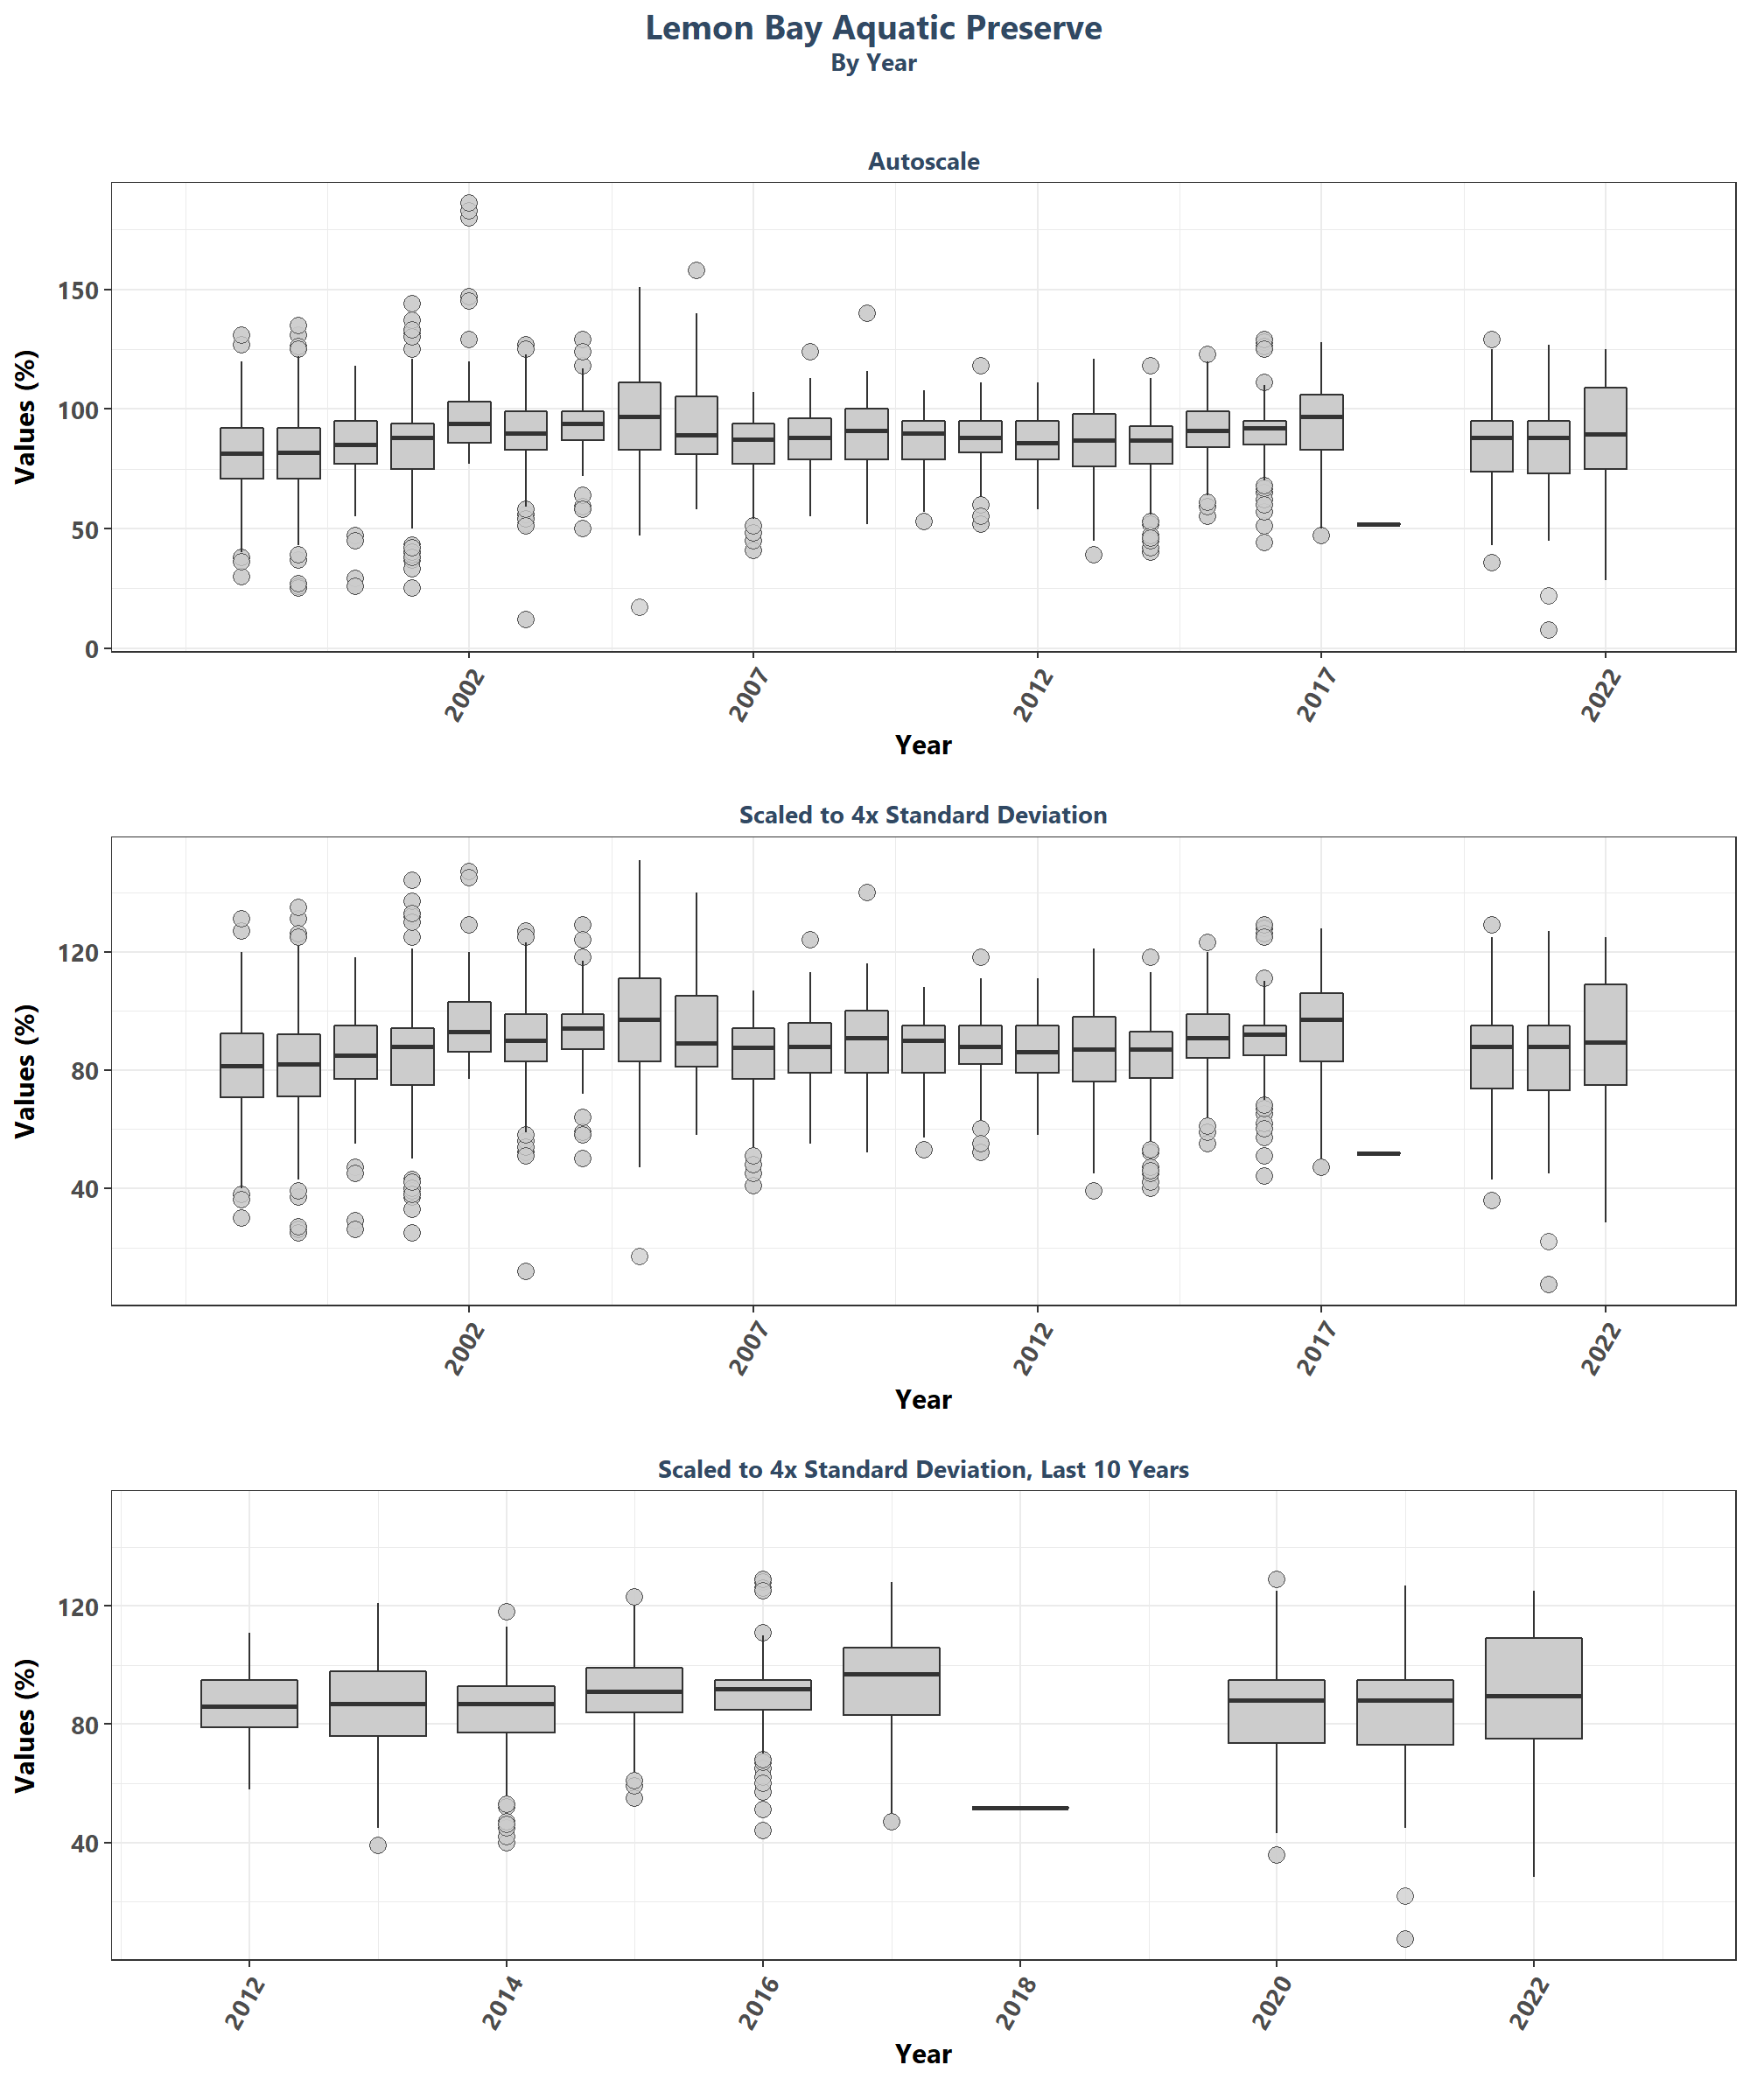 Lemon Bay Aquatic Preserve
By Year
Autoscale
Values (%)
150
100
50
0
2002
2007
2012
2017
2022
Year
Scaled to 4x Standard Deviation
Values (%)
120
80
40
2002
2007
2012
2017
2022
Year
Scaled to 4x Standard Deviation, Last 10 Years
Values (%)
120
80
40
2012
2014
2016
2018
2020
2022
Year